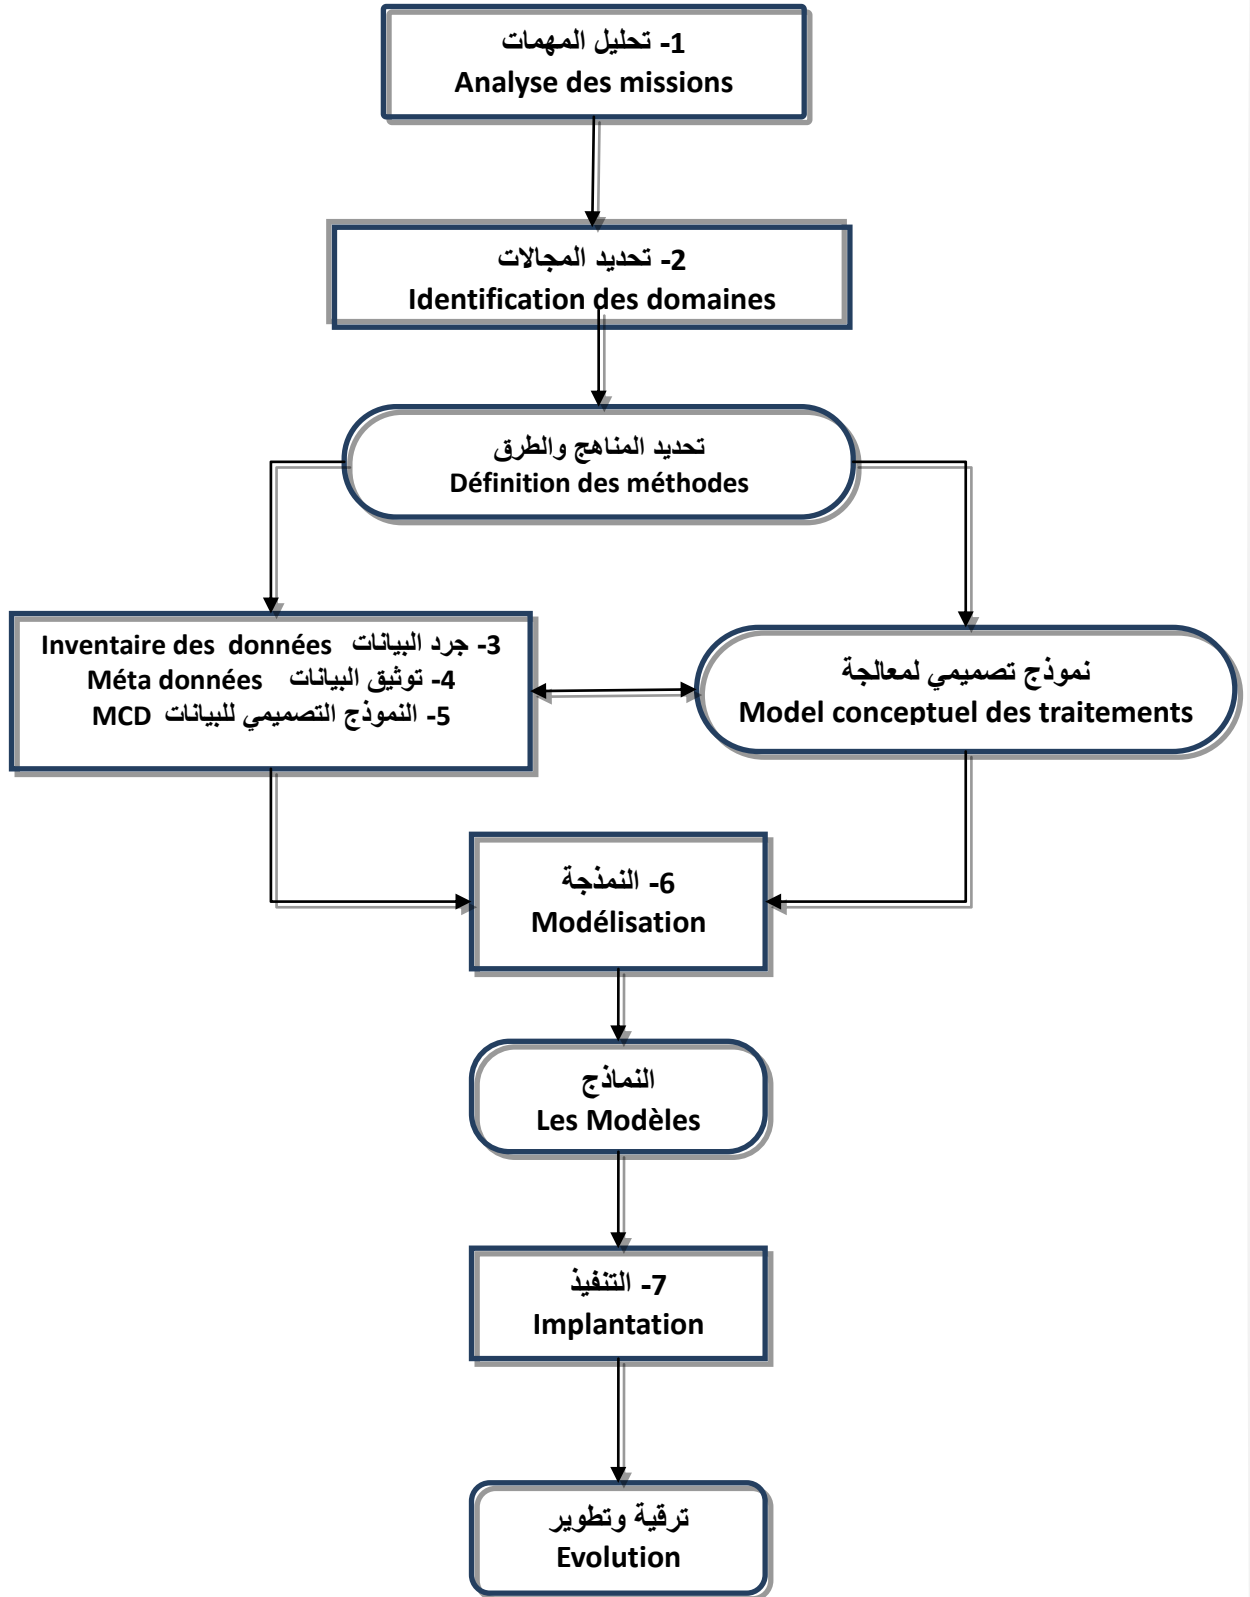 1- تحليل المهمات
Analyse des missions
2- تحديد المجالات
Identification des domaines
تحديد المناهج والطرق
Définition des méthodes
3- جرد البيانات Inventaire des données
4- توثيق البيانات Méta données
5- النموذج التصميمي للبيانات MCD
نموذج تصميمي لمعالجة
Model conceptuel des traitements
6- النمذجة
Modélisation
النماذج
Les Modèles
7- التنفيذ
Implantation
ترقية وتطوير
Evolution